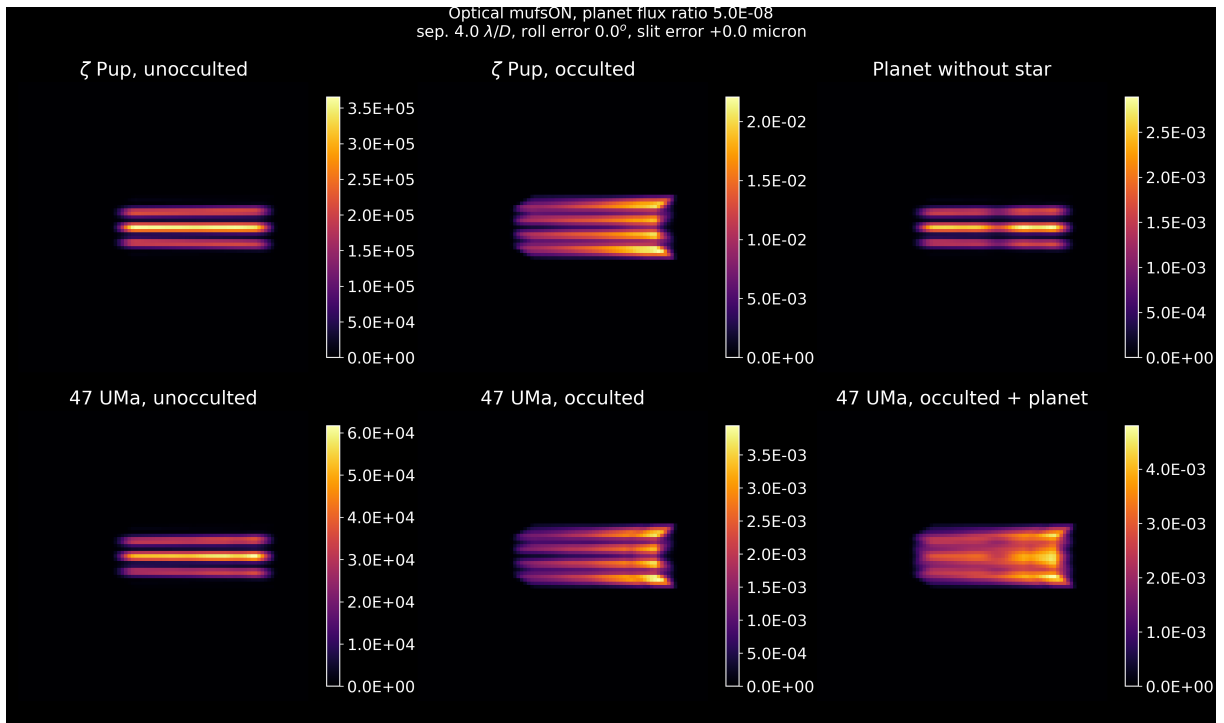 Optical mufsON, planet flux ratio 5.0E-08
sep. 4.0 λ/D, roll error 0.0°, slit error +0.0 micron
ζ Pup, unocculted
3.5E+05
3.0E+05
2.5E+05
2.0E+05
1.5E+05
1.0E+05
5.0E+04
0.0E+00
ζ Pup, occulted
2.0E-02
1.5E-02
1.0E-02
5.0E-03
0.0E+00
Planet without star
2.5E-03
2.0E-03
1.5E-03
1.0E-03
5.0E-04
0.0E+00
47 UMa, unocculted
6.0E+04
5.0E+04
4.0E+04
3.0E+04
2.0E+04
1.0E+04
0.0E+00
47 UMa, occulted
3.5E-03
3.0E-03
2.5E-03
2.0E-03
1.5E-03
1.0E-03
5.0E-04
0.0E+00
47 UMa, occulted + planet
4.0E-03
3.0E-03
2.0E-03
1.0E-03
0.0E+00